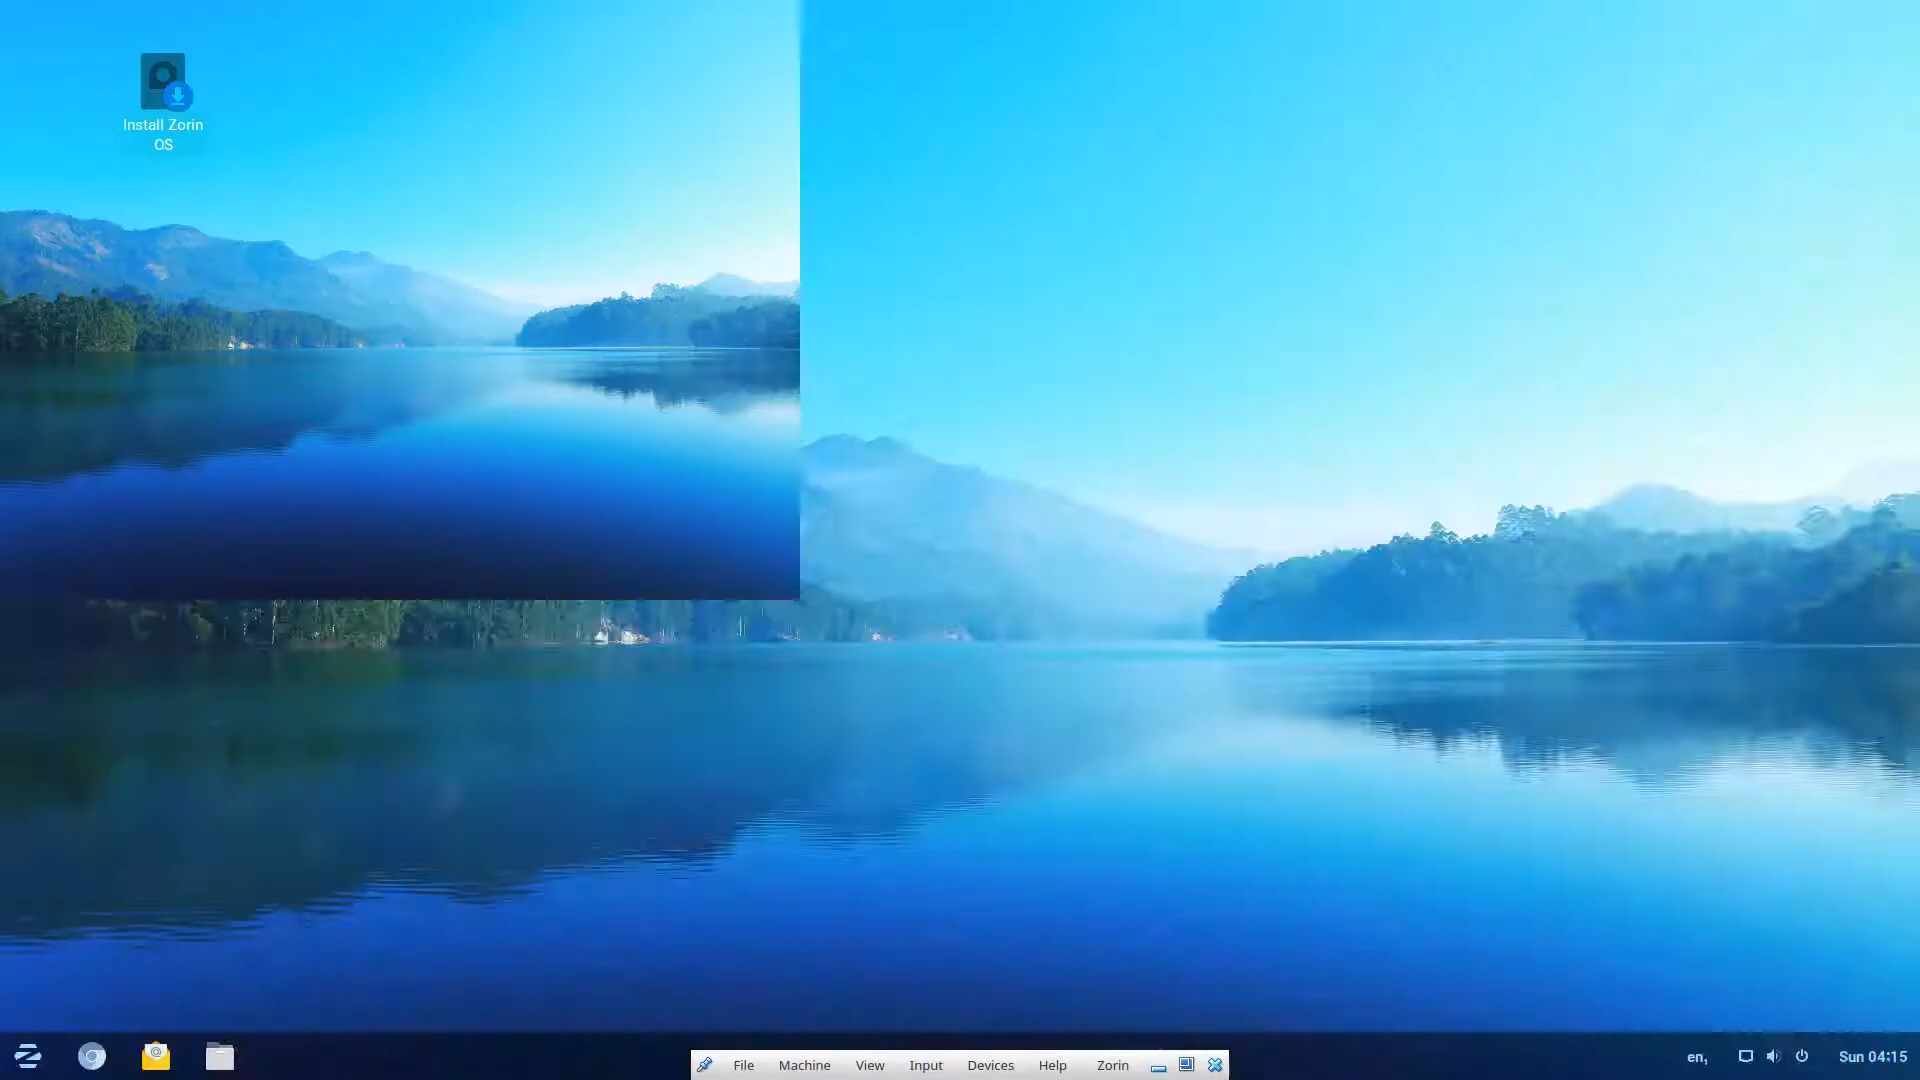 Install Zorin
OS
File Machine View Input Devices Help Zorin
en,
Sun 04:15